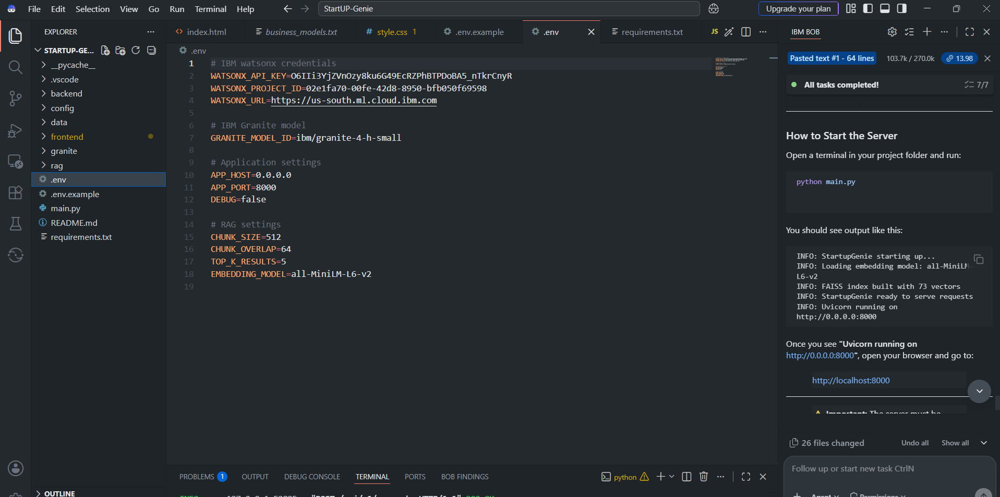 File Edit Selection View Go Run Terminal Help
StartUP-Genie
Upgrade your plan
EXPLORER
STARTUP-GE...
__pycache__
.vscode
backend
config
data
frontend
granite
rag
.env
.env.example
main.py
README.md
requirements.txt
OUTLINE
index.html
business_models.txt
style.css 1
.env.example
.env
requirements.txt
JS
.env
1 # IBM watsonx credentials
2 WATSONX_API_KEY=O6IIi3YjZVnOzy8ku6G49EcRZPhBTPDoBA5_nTkrCnyR
3 WATSONX_PROJECT_ID=02e1fa70-00fe-42d8-8950-bfb050f69598
4 WATSONX_URL=https://us-south.ml.cloud.ibm.com
5
6 # IBM Granite model
7 GRANITE_MODEL_ID=ibm/granite-4-h-small
8
9 # Application settings
10 APP_HOST=0.0.0.0
11 APP_PORT=8000
12 DEBUG=false
13
14 # RAG settings
15 CHUNK_SIZE=512
16 CHUNK_OVERLAP=64
17 TOP_K_RESULTS=5
18 EMBEDDING_MODEL=all-MiniLM-L6-v2
19
PROBLEMS 1 OUTPUT DEBUG CONSOLE TERMINAL PORTS BOB FINDINGS
python
IBM BOB
Pasted text #1 - 64 lines 103.7k / 270.0k 13.98
All tasks completed! 7/7
How to Start the Server
Open a terminal in your project folder and run:
python main.py
You should see output like this:
INFO: StartupGenie starting up...
INFO: Loading embedding model: all-MiniLM-
L6-v2
INFO: FAISS index built with 73 vectors
INFO: StartupGenie ready to serve requests
INFO: Uvicorn running on
http://0.0.0.0:8000
Once you see "Uvicorn running on
http://0.0.0.0:8000", open your browser and go to:
http://localhost:8000
Important: The server must be
26 files changed Undo all Show all
Follow up or start new task CtrlN
Agent Permissions